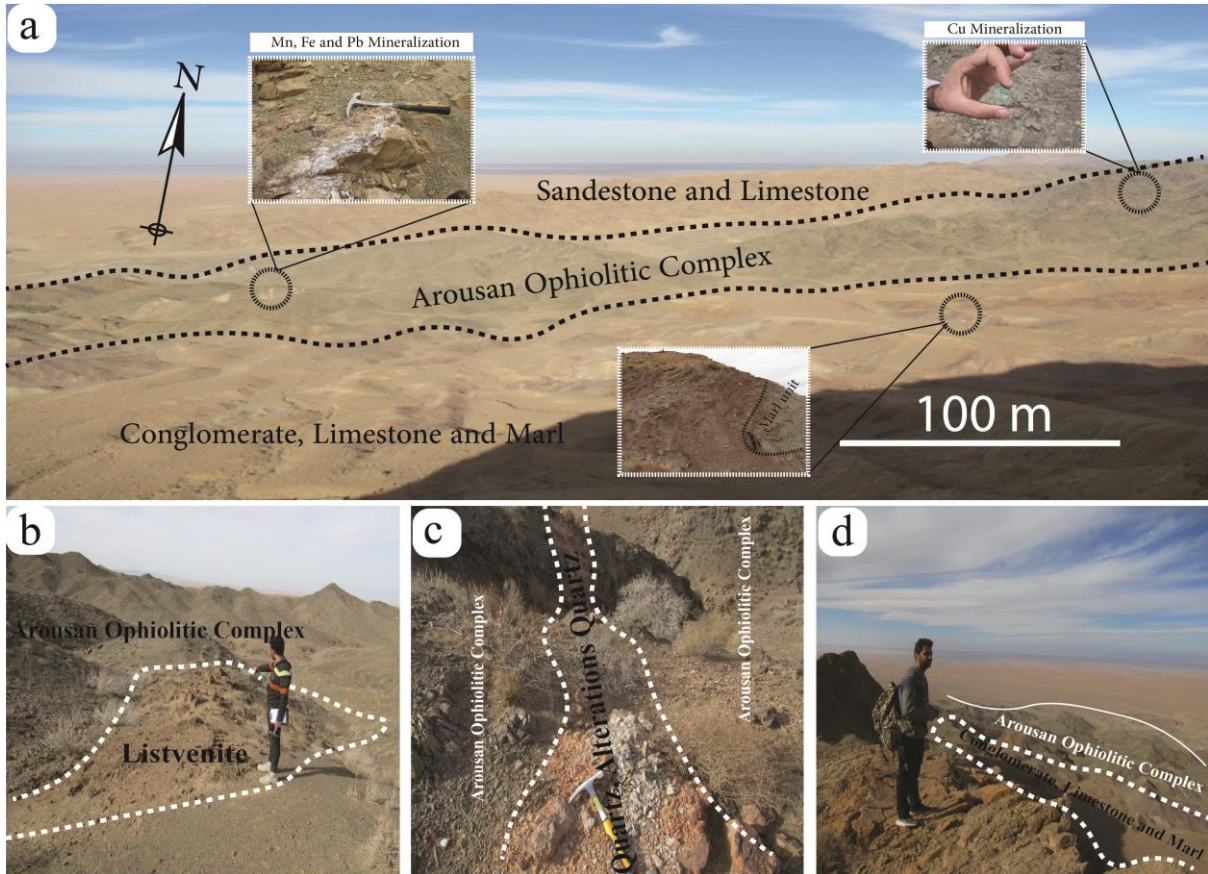 a
Mn, Fe and Pb Mineralization
Cu Mineralization
N
Sandestone and Limestone
Arousan Ophiolitic Complex
Marl unit
100 m
Conglomerate, Limestone and Marl
b
Arousan Ophiolitic Complex
Listvenite
c
Arousan Ophiolitic Complex
Quartz Alterations Quartz
Arousan Ophiolitic Complex
d
Arousan Ophiolitic Complex
Conglomerate, Limestone and Marl